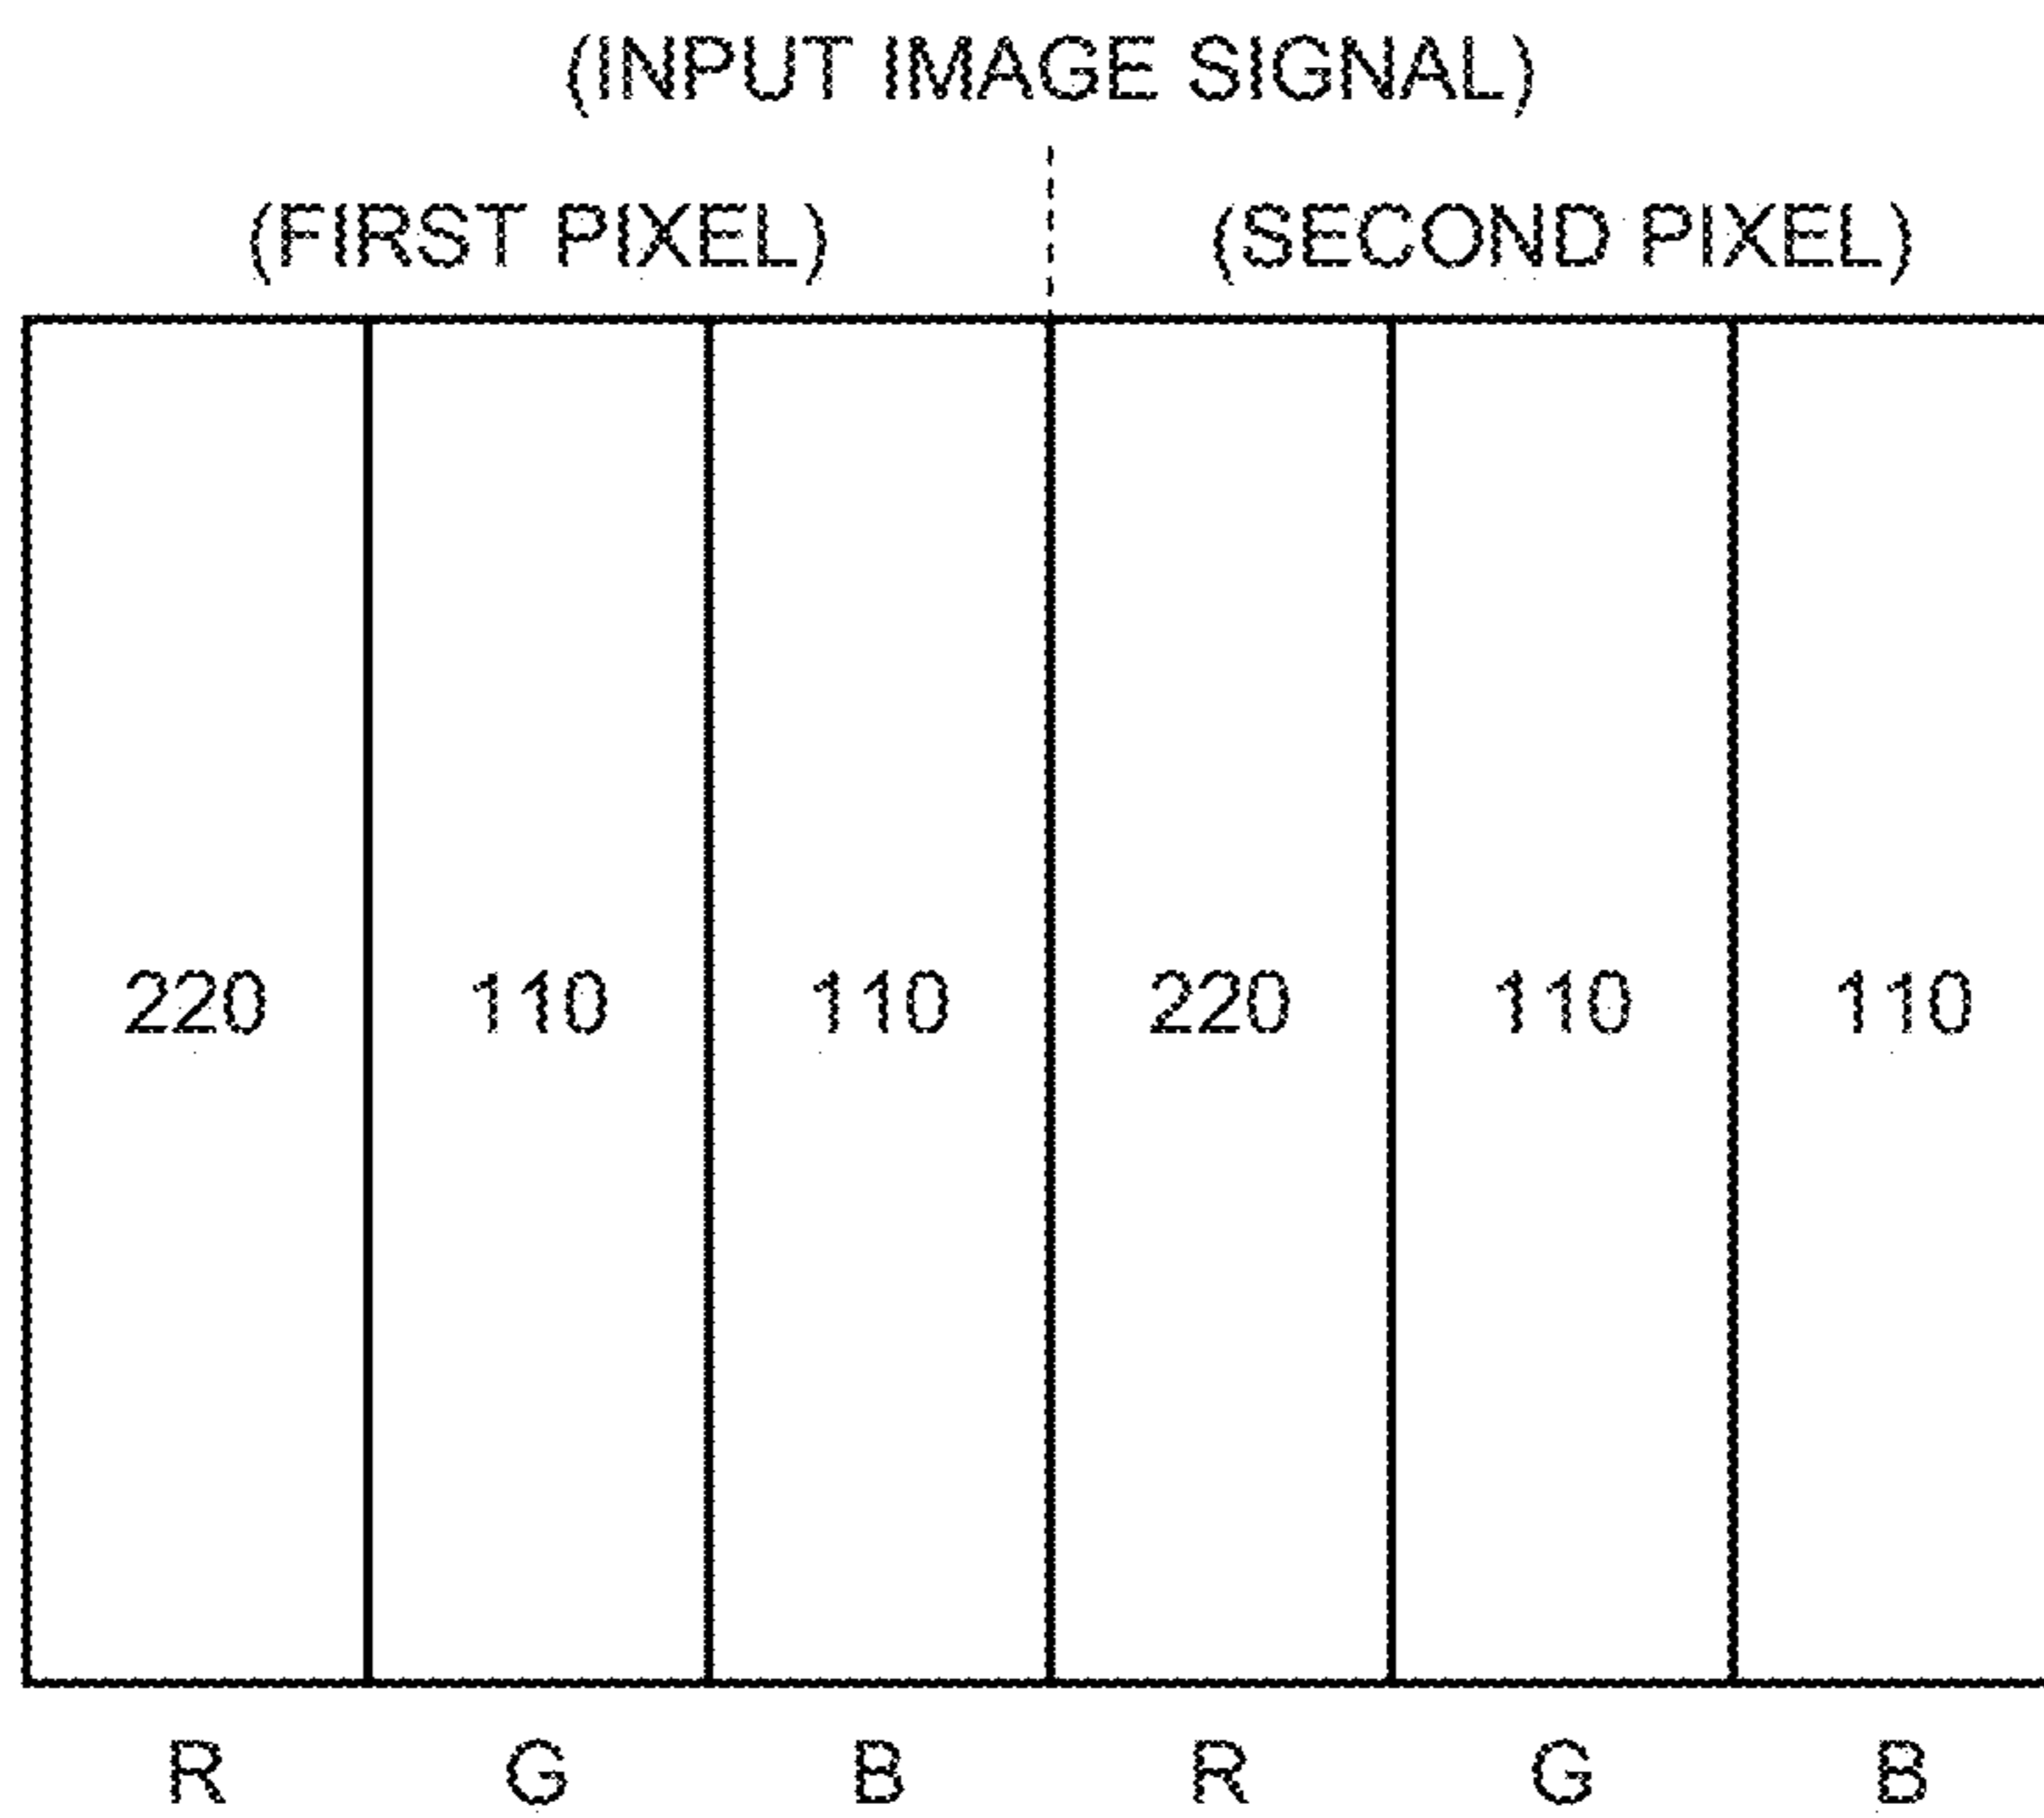 (INPUT IMAGE SIGNAL)
(FIRST PIXEL) (SECOND PIXEL)
220 110 110 220 110 110
R G B R G B